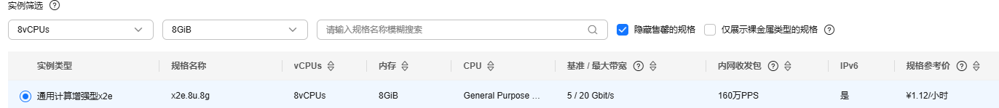 实例筛选
8vCPUs 8GiB 请输入规格名称模糊搜索 隐藏售罄的规格 仅展示裸金属类型的规格
实例类型 规格名称 vCPUs 内存 CPU 基准 / 最大带宽 内网收发包 IPv6 规格参考价
通用计算增强型x2e x2e.8u.8g 8vCPUs 8GiB General Purpose ... 5 / 20 Gbit/s 160万PPS 是 ¥1.12/小时